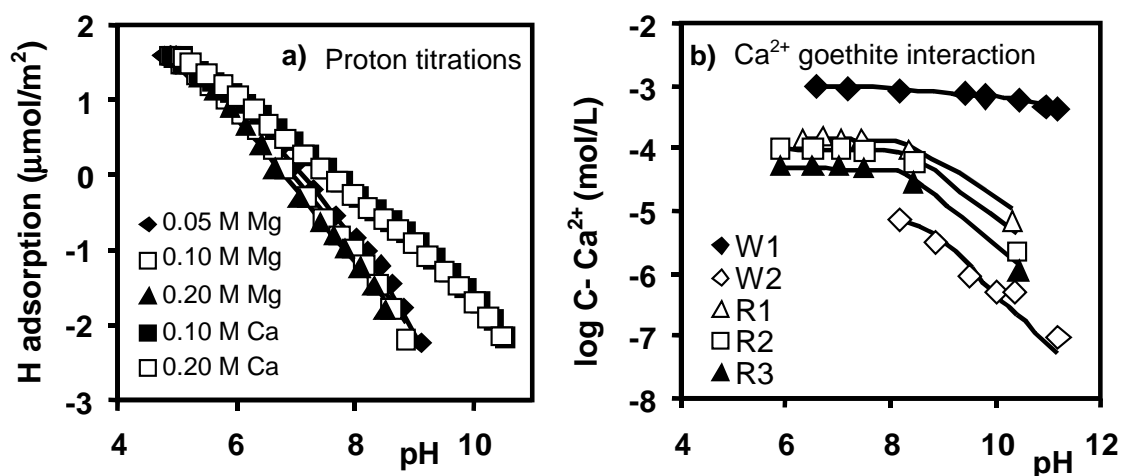 a) Proton titrations
H adsorption (μmol/m²)
2
1
0
-1
-2
-3
4
6
8
10
pH
0.05 M Mg
0.10 M Mg
0.20 M Mg
0.10 M Ca
0.20 M Ca
b) Ca²⁺ goethite interaction
log C- Ca²⁺ (mol/L)
-2
-3
-4
-5
-6
-7
-8
4
6
8
10
12
pH
W1
W2
R1
R2
R3